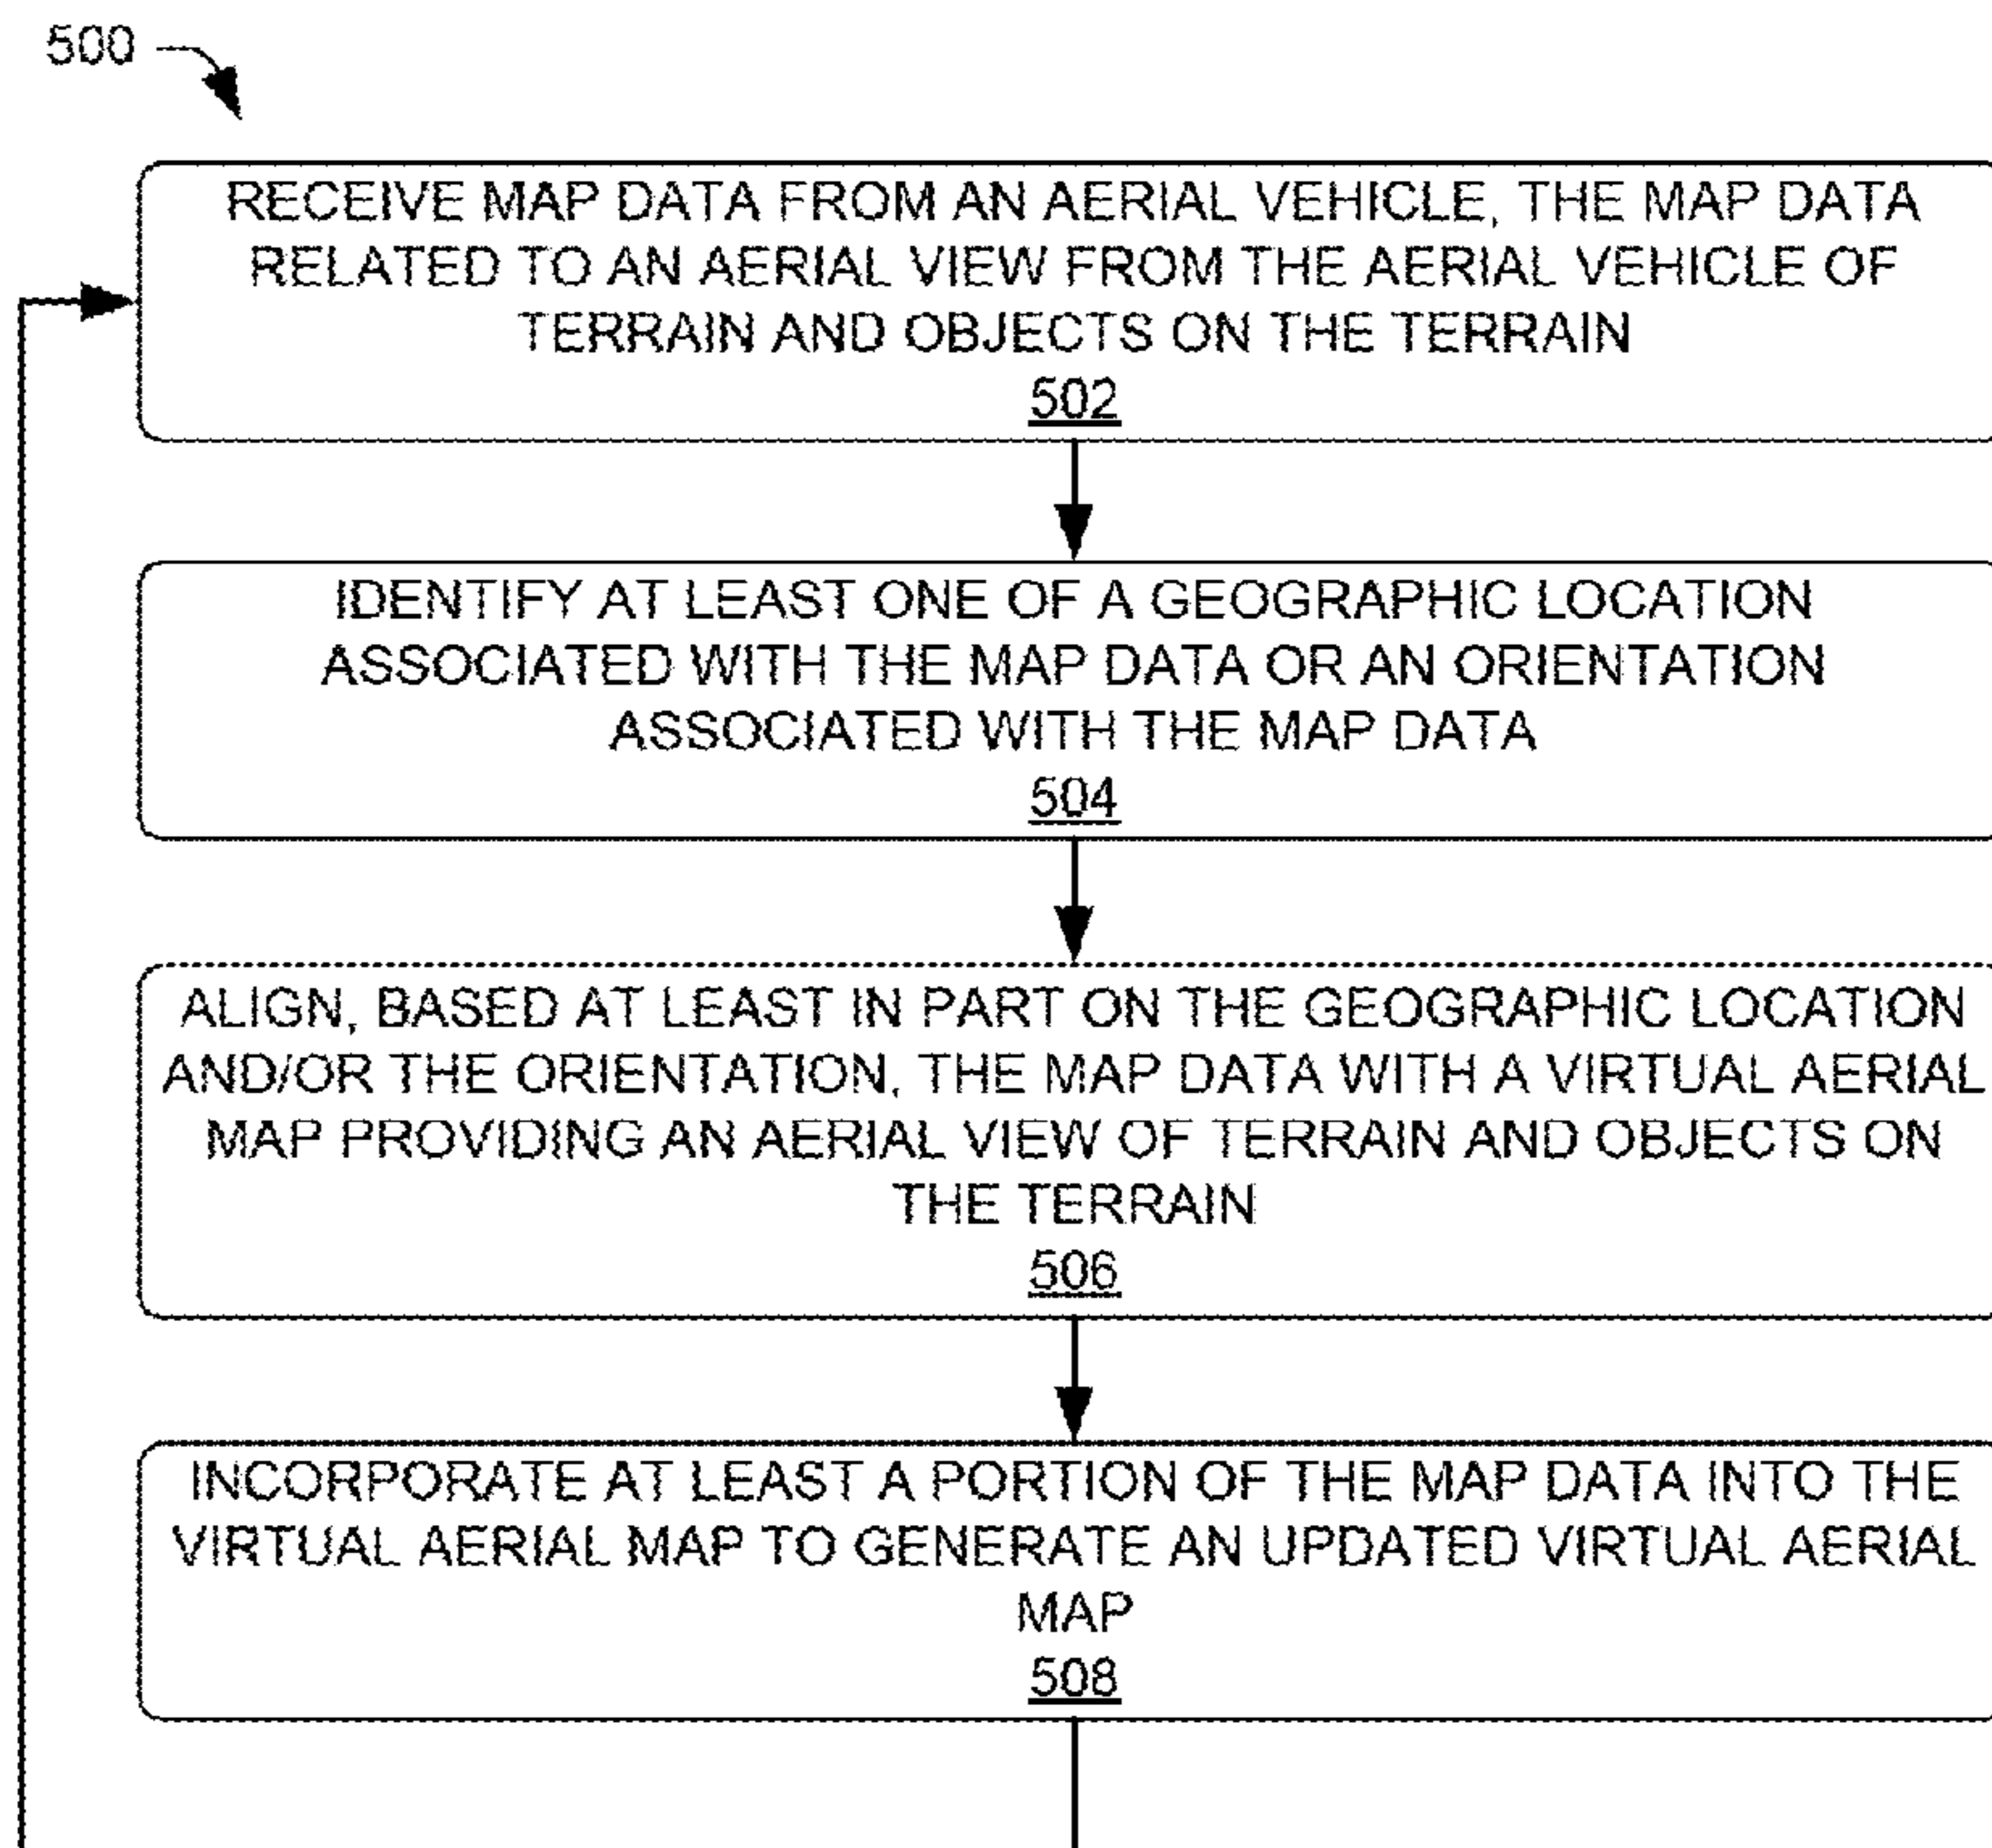 500
RECEIVE MAP DATA FROM AN AERIAL VEHICLE, THE MAP DATA
RELATED TO AN AERIAL VIEW FROM THE AERIAL VEHICLE OF
TERRAIN AND OBJECTS ON THE TERRAIN
502
IDENTIFY AT LEAST ONE OF A GEOGRAPHIC LOCATION
ASSOCIATED WITH THE MAP DATA OR AN ORIENTATION
ASSOCIATED WITH THE MAP DATA
504
ALIGN, BASED AT LEAST IN PART ON THE GEOGRAPHIC LOCATION
AND/OR THE ORIENTATION, THE MAP DATA WITH A VIRTUAL AERIAL
MAP PROVIDING AN AERIAL VIEW OF TERRAIN AND OBJECTS ON
THE TERRAIN
506
INCORPORATE AT LEAST A PORTION OF THE MAP DATA INTO THE
VIRTUAL AERIAL MAP TO GENERATE AN UPDATED VIRTUAL AERIAL
MAP
508